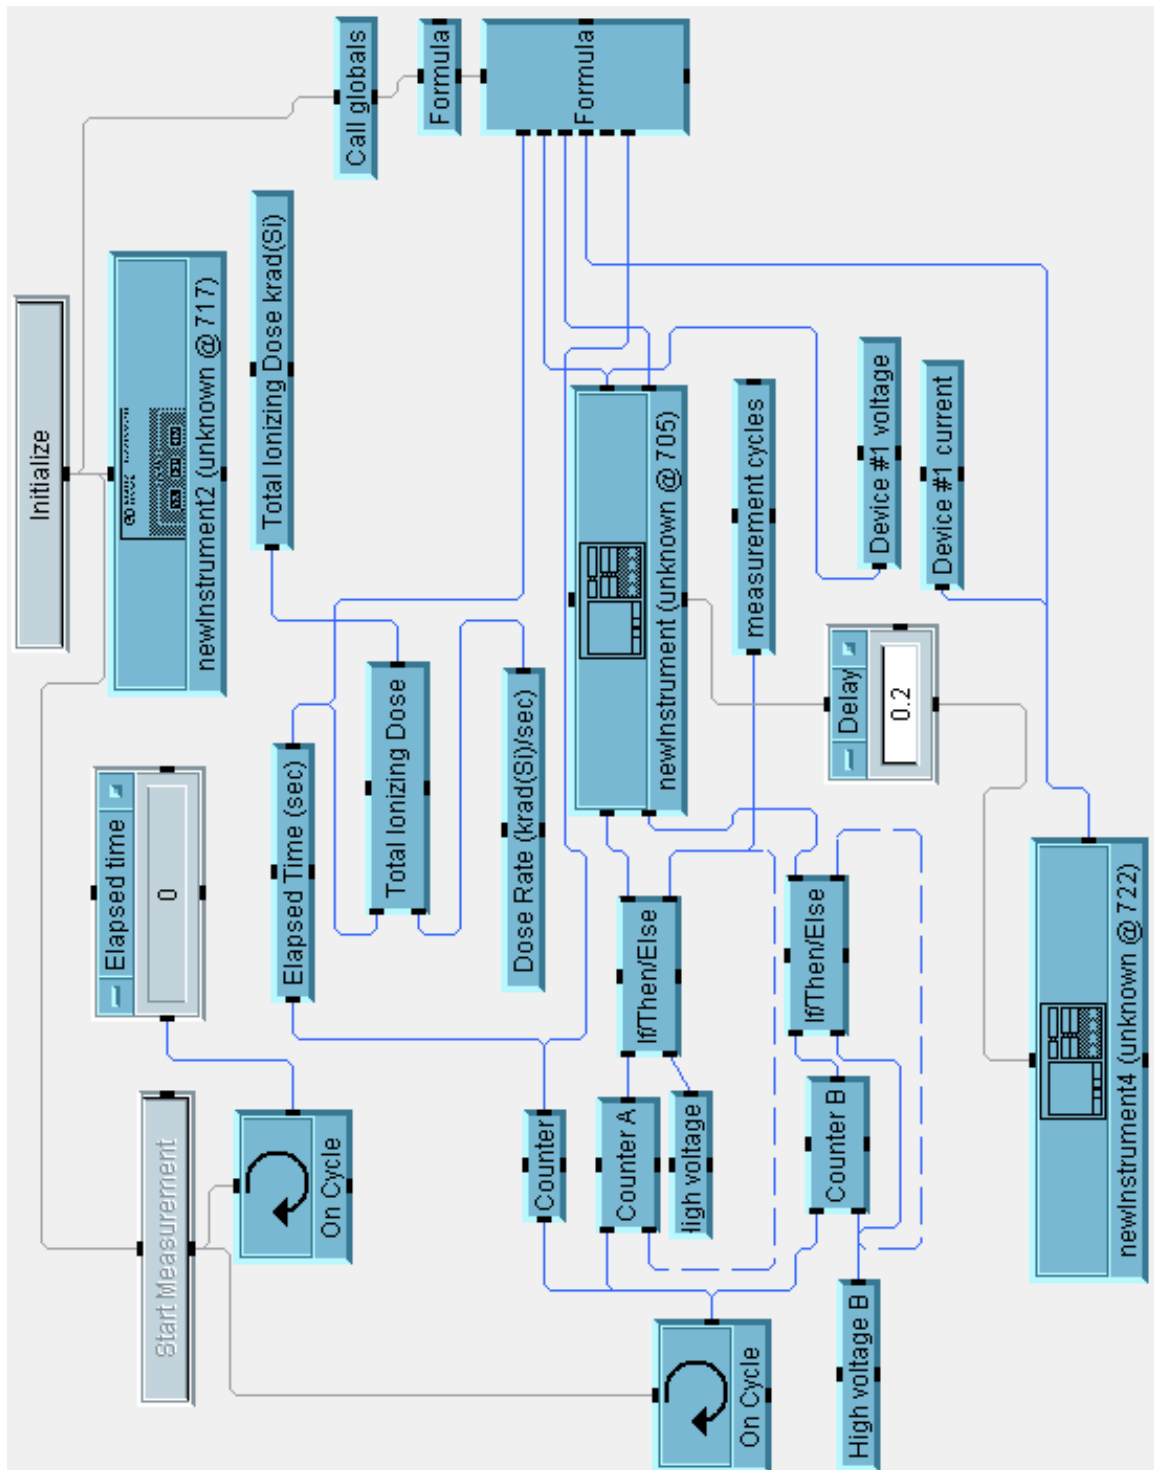 Initialize
newInstrument2 (unknown @ 717)
Call globals
Formula
Formula
Total Ionizing Dose krad(Si)
Start Measurement
Elapsed time
0
On Cycle
Elapsed Time (sec)
Total Ionizing Dose
Dose Rate (krad(Si)/sec)
Counter
Counter A
High voltage
If/Then/Else
newInstrument (unknown @ 705)
measurement cycles
On Cycle
Counter B
If/Then/Else
High voltage B
Delay
0.2
Device #1 voltage
Device #1 current
newInstrument4 (unknown @ 722)